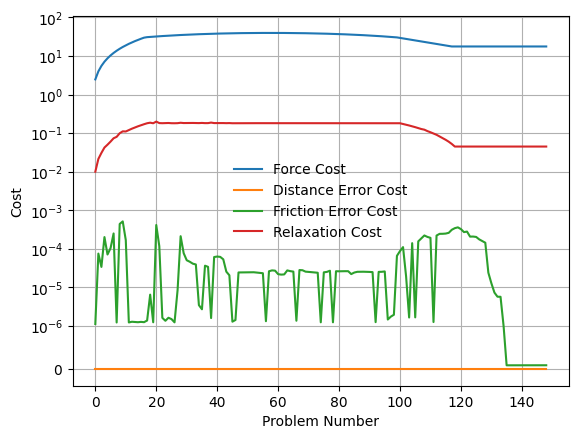 10²
10¹
10⁰
10⁻¹
10⁻²
10⁻³
10⁻⁴
10⁻⁵
10⁻⁶
0
Cost
Force Cost
Distance Error Cost
Friction Error Cost
Relaxation Cost
0 20 40 60 80 100 120 140
Problem Number